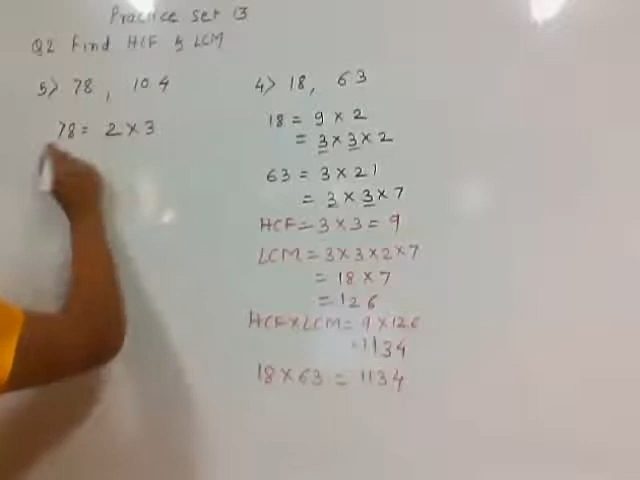 Practice Set 13
Q2 Find HCF & LCM
5) 78, 104
78 = 2 × 3
4) 18, 63
18 = 9 × 2
= 3 × 3 × 2
63 = 3 × 21
= 3 × 3 × 7
HCF = 3 × 3 = 9
LCM = 3 × 3 × 2 × 7
= 18 × 7
= 126
HCF × LCM = 9 × 126
= 1134
18 × 63 = 1134